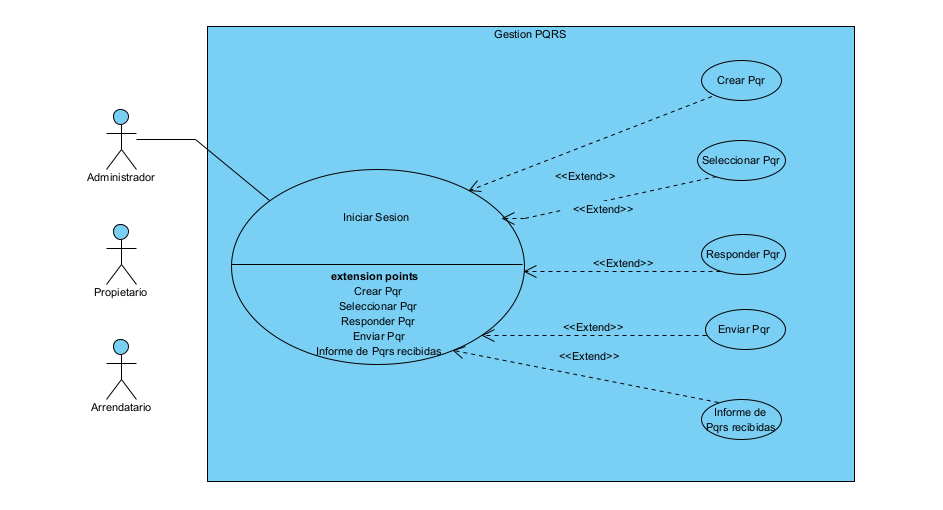 Gestion PQRS
Crear Pqr
Administrador
Seleccionar Pqr
<<Extend>>
Iniciar Sesion
<<Extend>>
Propietario
Responder Pqr
<<Extend>>
extension points
Crear Pqr
Seleccionar Pqr
Responder Pqr
Enviar Pqr
Informe de Pqrs recibidas
<<Extend>>
Enviar Pqr
<<Extend>>
Arrendatario
Informe de
Pqrs recibidas